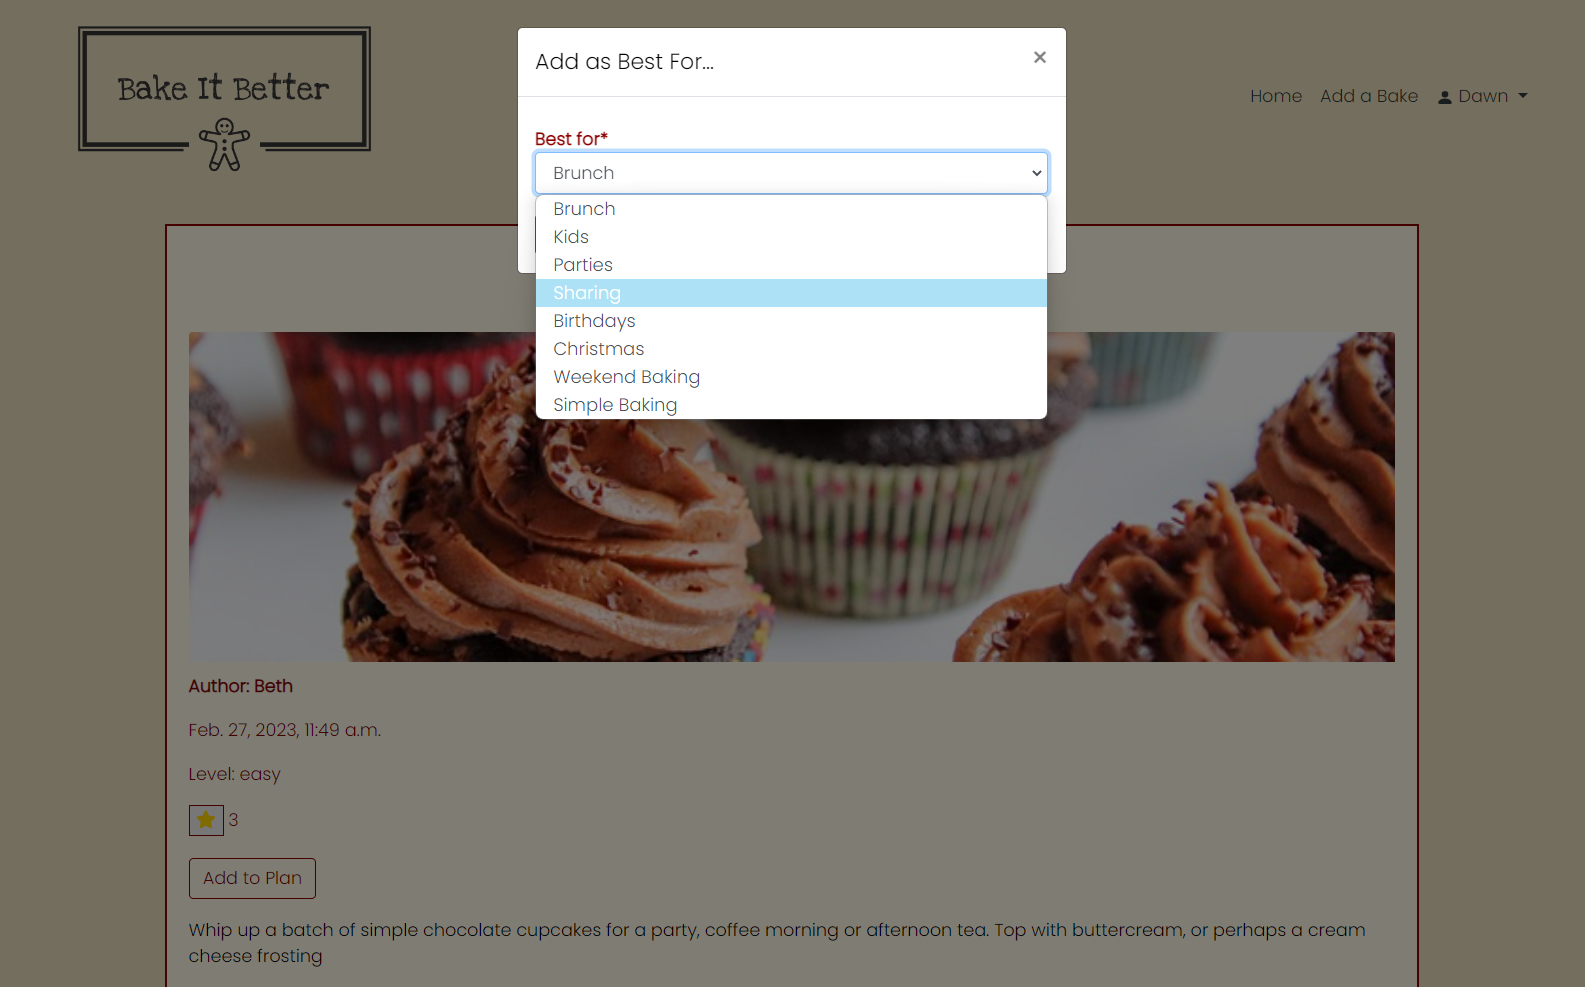 Bake It Better
Home Add a Bake Dawn
Add as Best For...
×
Best for*
Brunch
Brunch
Kids
Parties
Sharing
Birthdays
Christmas
Weekend Baking
Simple Baking
Author: Beth
Feb. 27, 2023, 11:49 a.m.
Level: easy
3
Add to Plan
Whip up a batch of simple chocolate cupcakes for a party, coffee morning or afternoon tea. Top with buttercream, or perhaps a cream
cheese frosting